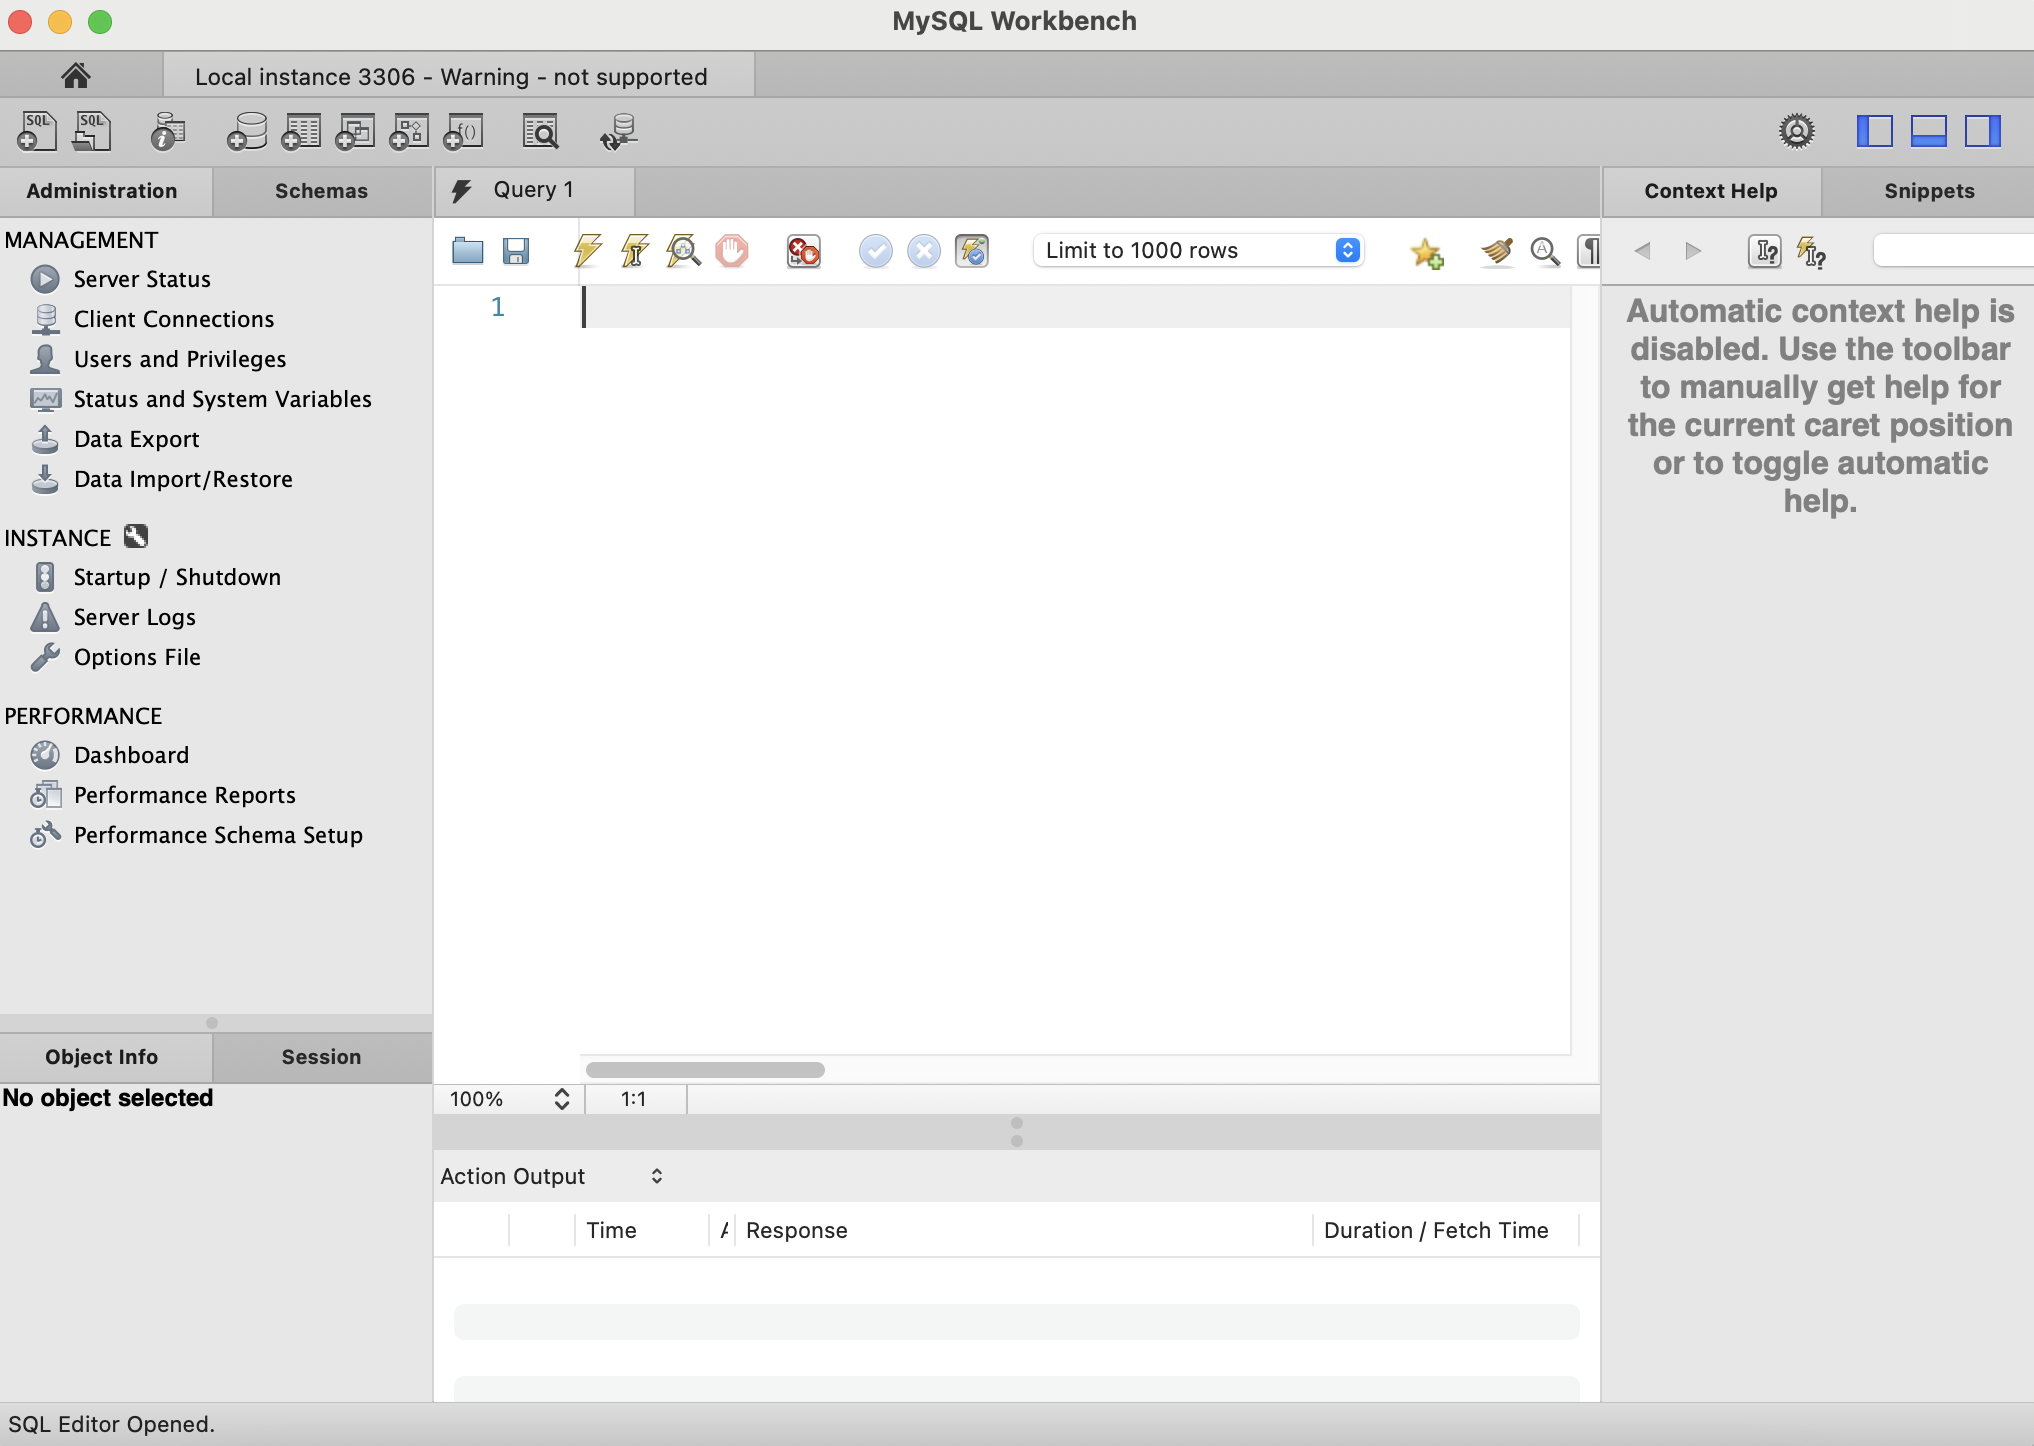 MySQL Workbench
Local instance 3306 - Warning - not supported
SQL
SQL
f()
Administration
Schemas
Query 1
Context Help
Snippets
Limit to 1000 rows
MANAGEMENT
Server Status
Client Connections
Users and Privileges
Status and System Variables
Data Export
Data Import/Restore
INSTANCE
Startup / Shutdown
Server Logs
Options File
PERFORMANCE
Dashboard
Performance Reports
Performance Schema Setup
Object Info
Session
No object selected
1
100%
1:1
Action Output
Time
Response
Duration / Fetch Time
Automatic context help is
disabled. Use the toolbar
to manually get help for
the current caret position
or to toggle automatic
help.
SQL Editor Opened.